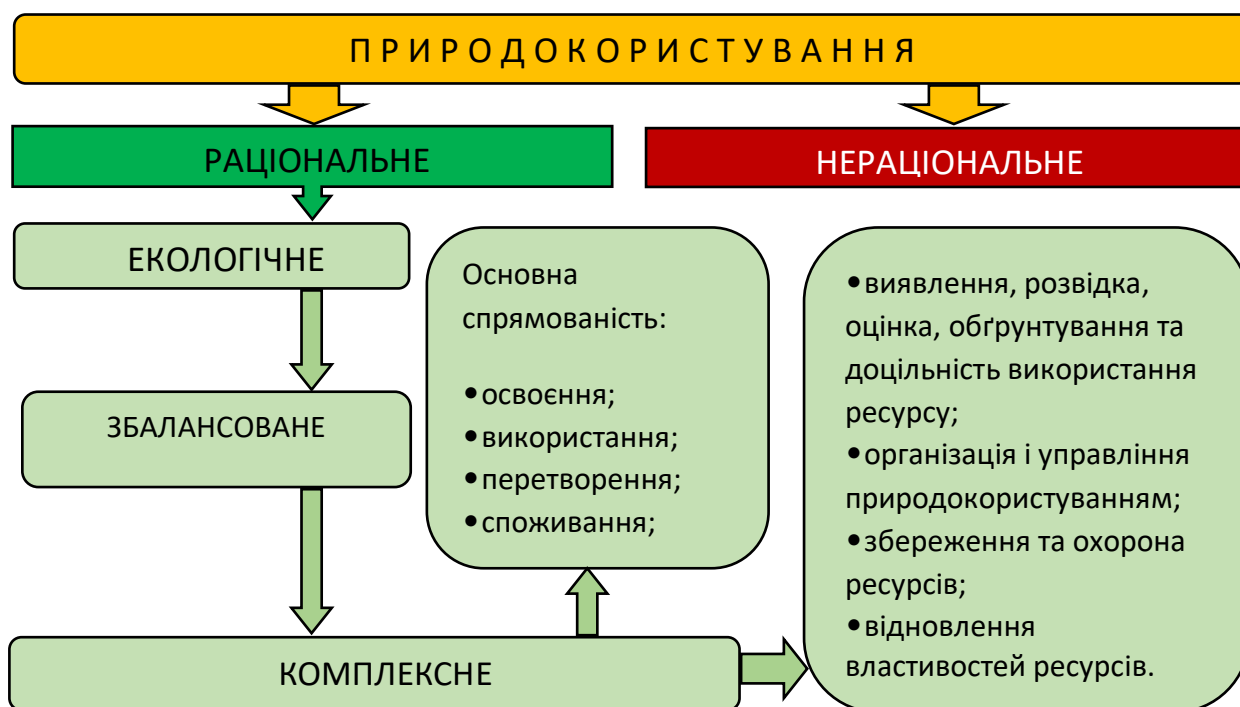 ПРИРОДОКОРИСТУВАННЯ
РАЦІОНАЛЬНЕ
НЕРАЦІОНАЛЬНЕ
ЕКОЛОГІЧНЕ
ЗБАЛАНСОВАНЕ
Основна
спрямованість:
•освоєння;
•використання;
•перетворення;
•споживання;
•виявлення, розвідка,
оцінка, обґрунтування та
доцільність використання
ресурсу;
•організація і управління
природокористуванням;
•збереження та охорона
ресурсів;
•відновлення
властивостей ресурсів.
КОМПЛЕКСНЕ